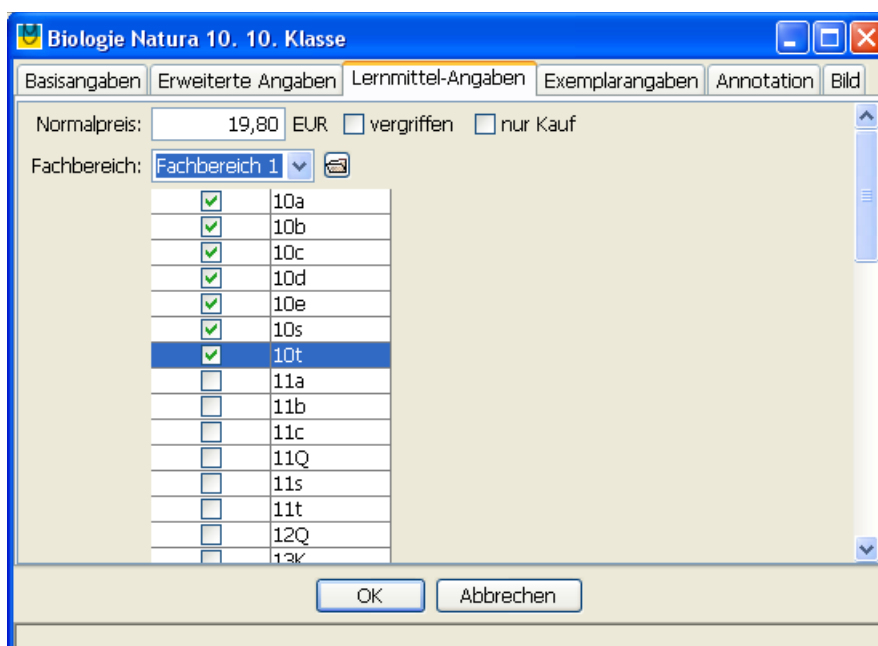 Biologie Natura 10. 10. Klasse
Basisangaben Erweiterte Angaben Lernmittel-Angaben Exemplarangaben Annotation Bild
Normalpreis: 19,80 EUR vergriffen nur Kauf
Fachbereich: Fachbereich 1
10a
10b
10c
10d
10e
10s
10t
11a
11b
11c
11Q
11s
11t
12Q
13K
OK Abbrechen